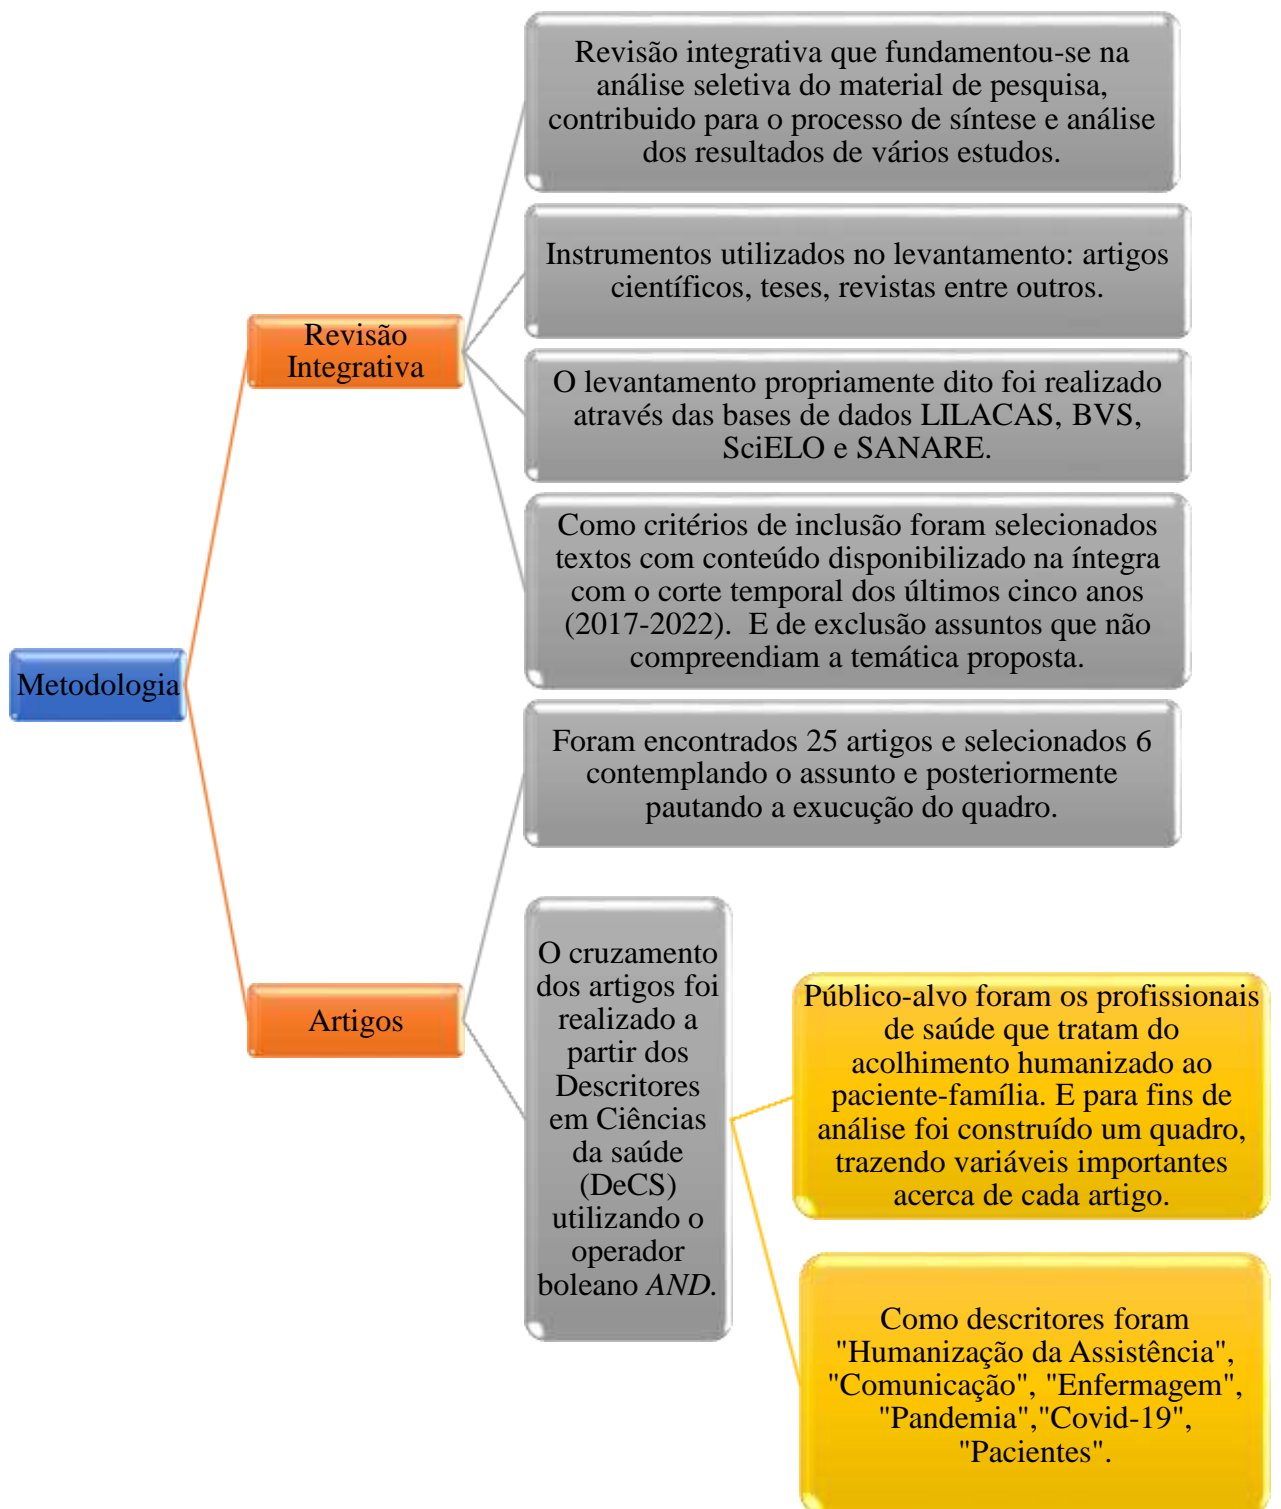 Metodologia
Revisão
Integrativa
Revisão integrativa que fundamentou-se na
análise seletiva do material de pesquisa,
contribuido para o processo de síntese e análise
dos resultados de vários estudos.
Instrumentos utilizados no levantamento: artigos
científicos, teses, revistas entre outros.
O levantamento propriamente dito foi realizado
através das bases de dados LILACAS, BVS,
SciELO e SANARE.
Como critérios de inclusão foram selecionados
textos com conteúdo disponibilizado na íntegra
com o corte temporal dos últimos cinco anos
(2017-2022). E de exclusão assuntos que não
compreendiam a temática proposta.
Artigos
Foram encontrados 25 artigos e selecionados 6
contemplando o assunto e posteriormente
pautando a exucução do quadro.
O cruzamento
dos artigos foi
realizado a
partir dos
Descritores
em Ciências
da saúde
(DeCS)
utilizando o
operador
boleano AND.
Público-alvo foram os profissionais
de saúde que tratam do
acolhimento humanizado ao
paciente-família. E para fins de
análise foi construído um quadro,
trazendo variáveis importantes
acerca de cada artigo.
Como descritores foram
"Humanização da Assistência",
"Comunicação", "Enfermagem",
"Pandemia","Covid-19",
"Pacientes".